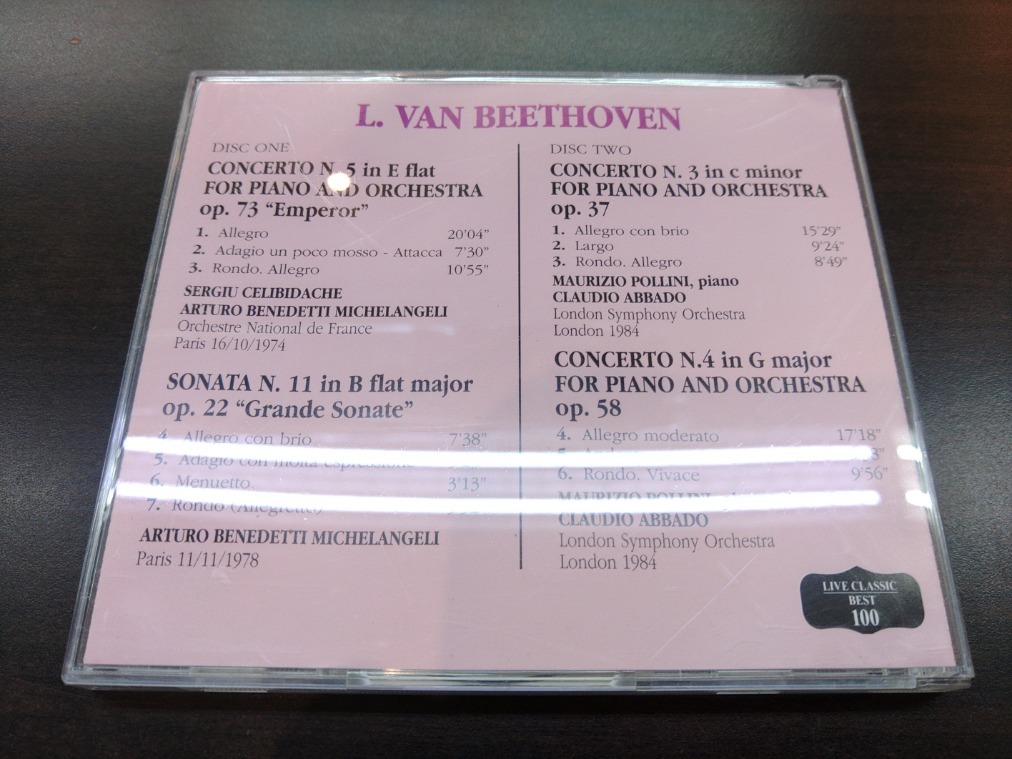 L. VAN BEETHOVEN
DISC ONE
CONCERTO N. 5 in E flat
FOR PIANO AND ORCHESTRA
op. 73 “Emperor”
1. Allegro 20'04"
2. Adagio un poco mosso - Attacca 7'30"
3. Rondo. Allegro 10'55"
SERGIU CELIBIDACHE
ARTURO BENEDETTI MICHELANGELI
Orchestre National de France
Paris 16/10/1974
SONATA N. 11 in B flat major
op. 22 “Grande Sonate”
4. Allegro con brio 7'38"
5. Adagio con molta espressione
6. Menuetto 3'13"
7. Rondo (Allegretto)
ARTURO BENEDETTI MICHELANGELI
Paris 11/11/1978
DISC TWO
CONCERTO N. 3 in c minor
FOR PIANO AND ORCHESTRA
op. 37
1. Allegro con brio 15'29"
2. Largo 9'24"
3. Rondo. Allegro 8'49"
MAURIZIO POLLINI, piano
CLAUDIO ABBADO
London Symphony Orchestra
London 1984
CONCERTO N.4 in G major
FOR PIANO AND ORCHESTRA
op. 58
4. Allegro moderato 17'18"
5.
6. Rondo. Vivace 9'56"
MAURIZIO POLLINI,
CLAUDIO ABBADO
London Symphony Orchestra
London 1984
LIVE CLASSIC
BEST
100